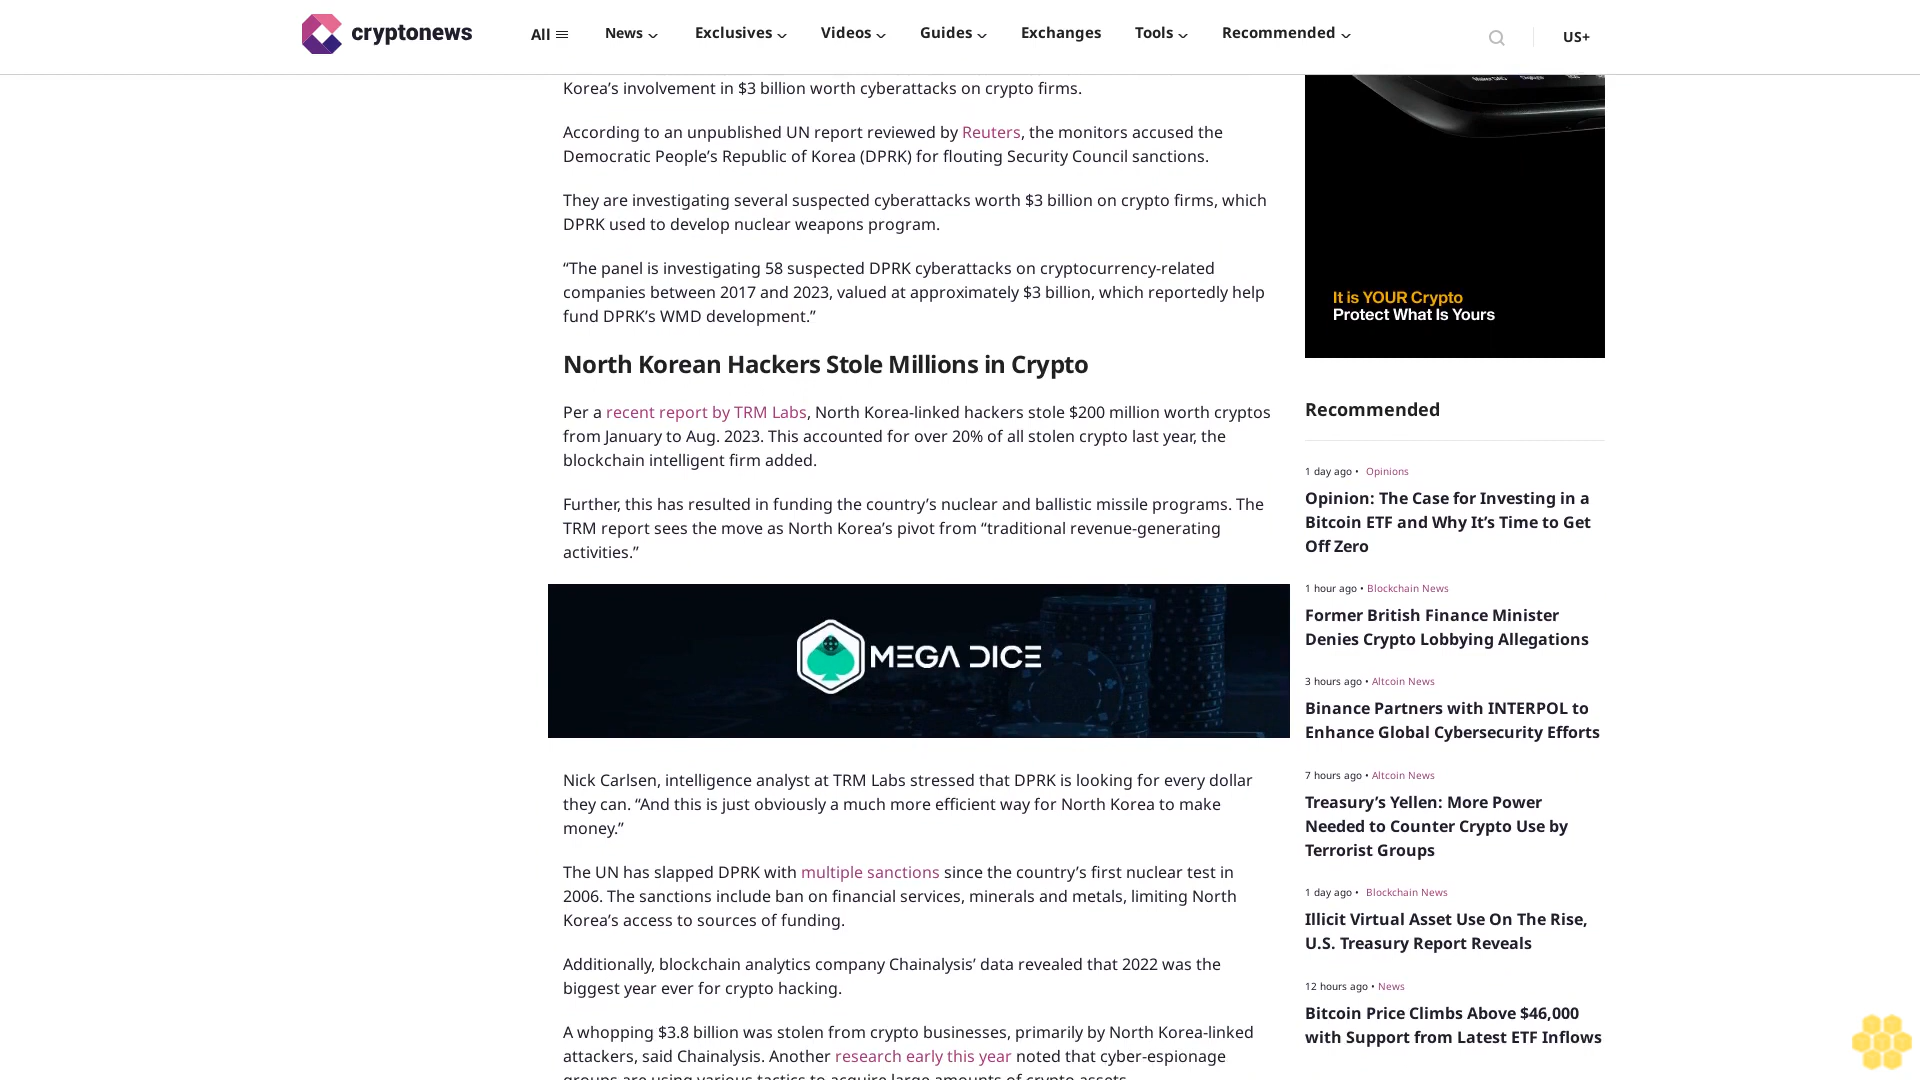 cryptonews
All
News
Exclusives
Videos
Guides
Exchanges
Tools
Recommended
US+
Korea’s involvement in $3 billion worth cyberattacks on crypto firms.
According to an unpublished UN report reviewed by Reuters, the monitors accused the
Democratic People’s Republic of Korea (DPRK) for flouting Security Council sanctions.
They are investigating several suspected cyberattacks worth $3 billion on crypto firms, which
DPRK used to develop nuclear weapons program.
“The panel is investigating 58 suspected DPRK cyberattacks on cryptocurrency-related
companies between 2017 and 2023, valued at approximately $3 billion, which reportedly help
fund DPRK’s WMD development.”
North Korean Hackers Stole Millions in Crypto
Per a recent report by TRM Labs, North Korea-linked hackers stole $200 million worth cryptos
from January to Aug. 2023. This accounted for over 20% of all stolen crypto last year, the
blockchain intelligent firm added.
Further, this has resulted in funding the country’s nuclear and ballistic missile programs. The
TRM report sees the move as North Korea’s pivot from “traditional revenue-generating
activities.”
MEGA DICE
Nick Carlsen, intelligence analyst at TRM Labs stressed that DPRK is looking for every dollar
they can. “And this is just obviously a much more efficient way for North Korea to make
money.”
The UN has slapped DPRK with multiple sanctions since the country’s first nuclear test in
2006. The sanctions include ban on financial services, minerals and metals, limiting North
Korea’s access to sources of funding.
Additionally, blockchain analytics company Chainalysis’ data revealed that 2022 was the
biggest year ever for crypto hacking.
A whopping $3.8 billion was stolen from crypto businesses, primarily by North Korea-linked
attackers, said Chainalysis. Another research early this year noted that cyber-espionage
groups are using various tactics to acquire large amounts of crypto assets.
It is YOUR Crypto
Protect What Is Yours
Recommended
1 day ago • Opinions
Opinion: The Case for Investing in a
Bitcoin ETF and Why It’s Time to Get
Off Zero
1 hour ago • Blockchain News
Former British Finance Minister
Denies Crypto Lobbying Allegations
3 hours ago • Altcoin News
Binance Partners with INTERPOL to
Enhance Global Cybersecurity Efforts
7 hours ago • Altcoin News
Treasury’s Yellen: More Power
Needed to Counter Crypto Use by
Terrorist Groups
1 day ago • Blockchain News
Illicit Virtual Asset Use On The Rise,
U.S. Treasury Report Reveals
12 hours ago • News
Bitcoin Price Climbs Above $46,000
with Support from Latest ETF Inflows